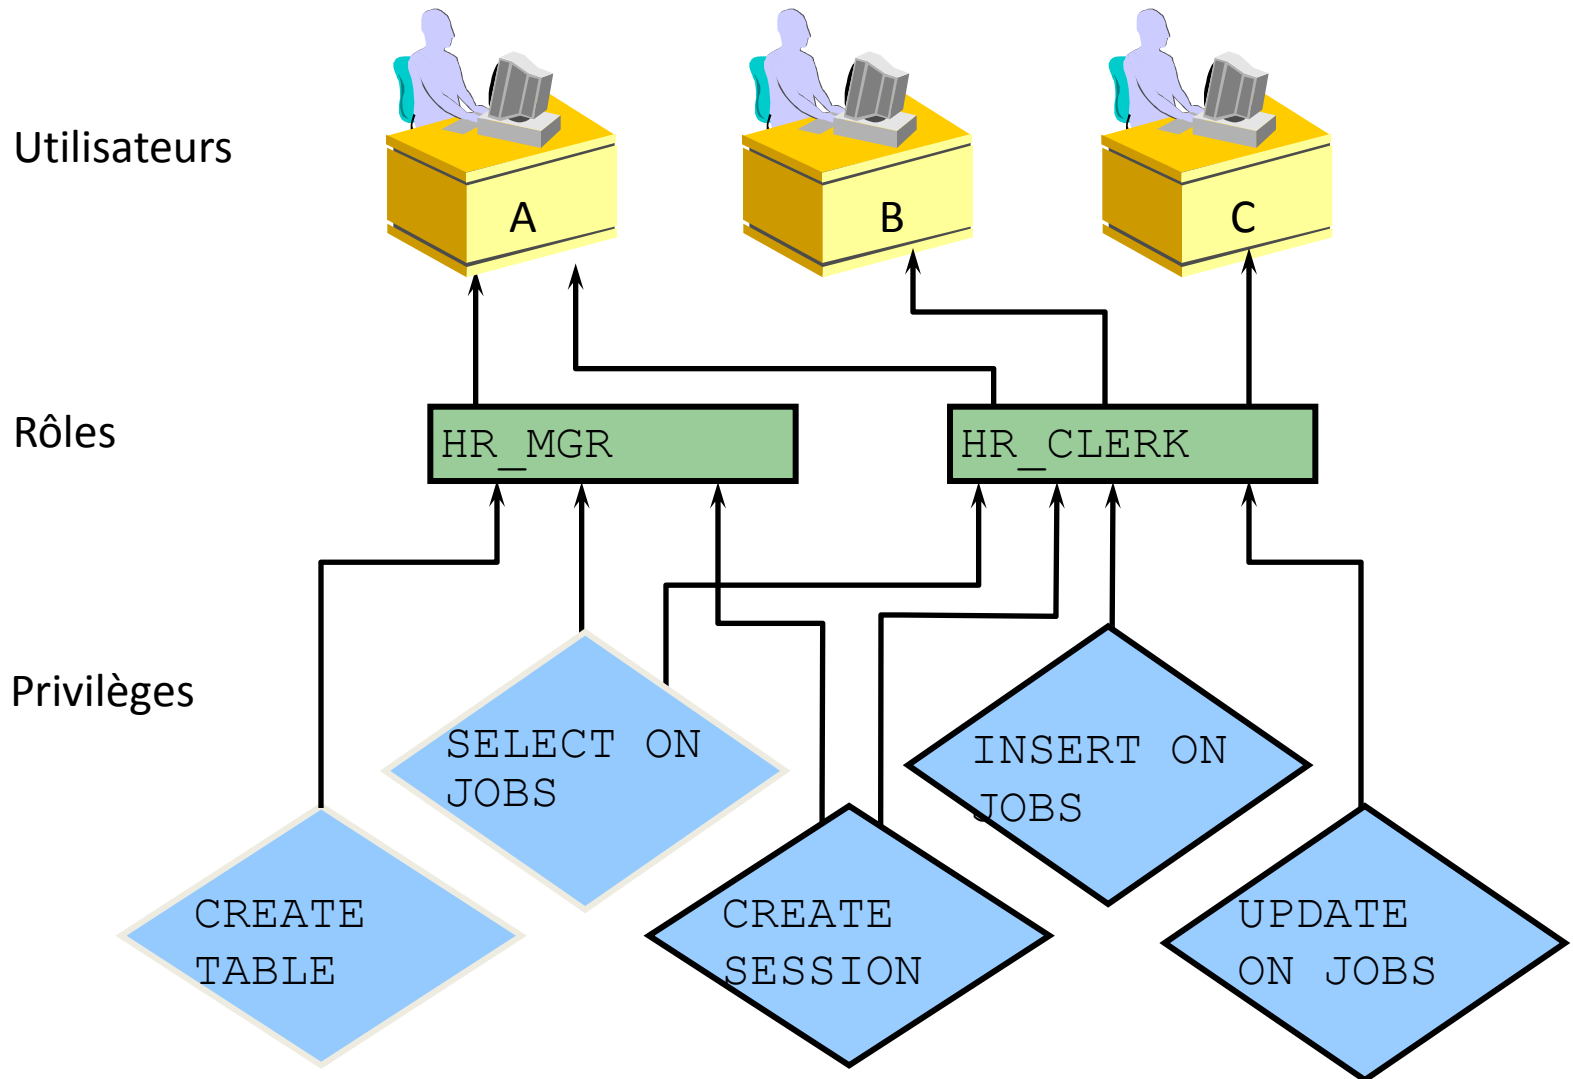 Utilisateurs
A
B
C
Rôles
HR_MGR
HR_CLERK
Privilèges
SELECT ON
JOBS
INSERT ON
JOBS
CREATE
TABLE
CREATE
SESSION
UPDATE
ON JOBS